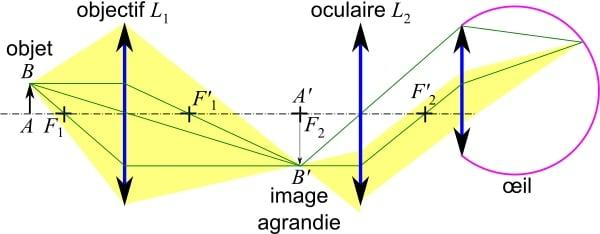 objectif L₁
oculaire L₂
objet
B
A
F₁
F'₁
A'
F₂
F'₂
B'
image
agrandie
œil